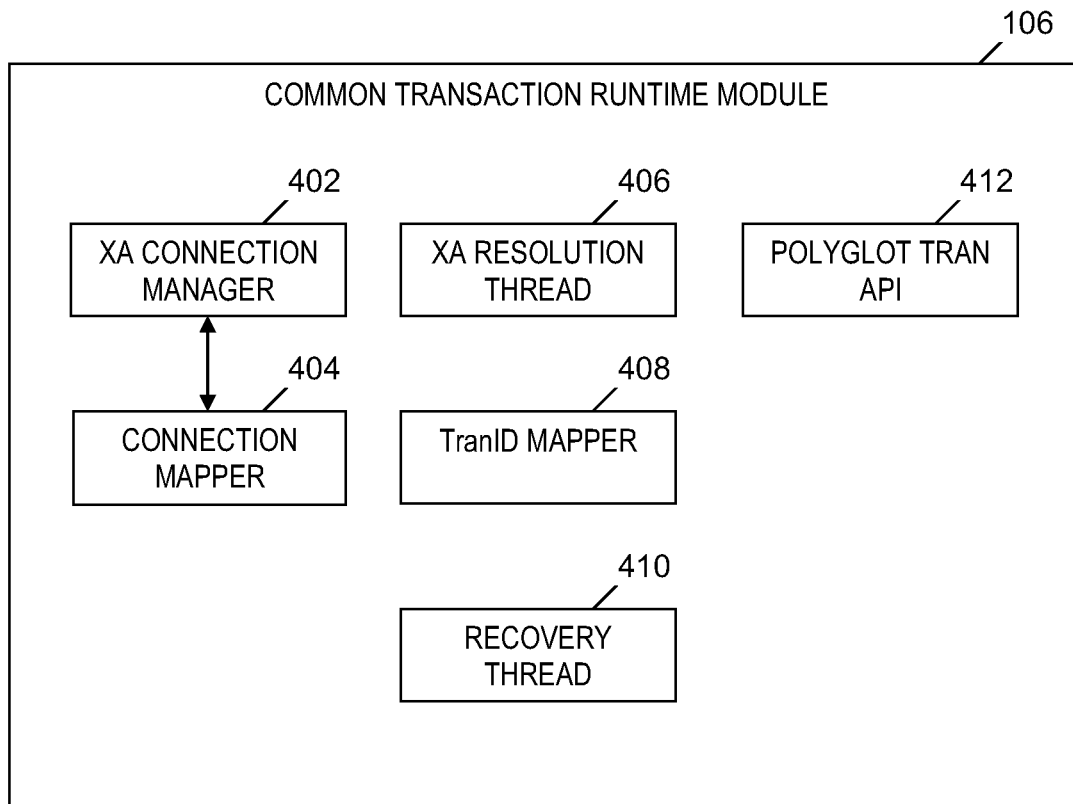 106
COMMON TRANSACTION RUNTIME MODULE
402
XA CONNECTION
MANAGER
406
XA RESOLUTION
THREAD
412
POLYGLOT TRAN
API
404
CONNECTION
MAPPER
408
TranID MAPPER
410
RECOVERY
THREAD